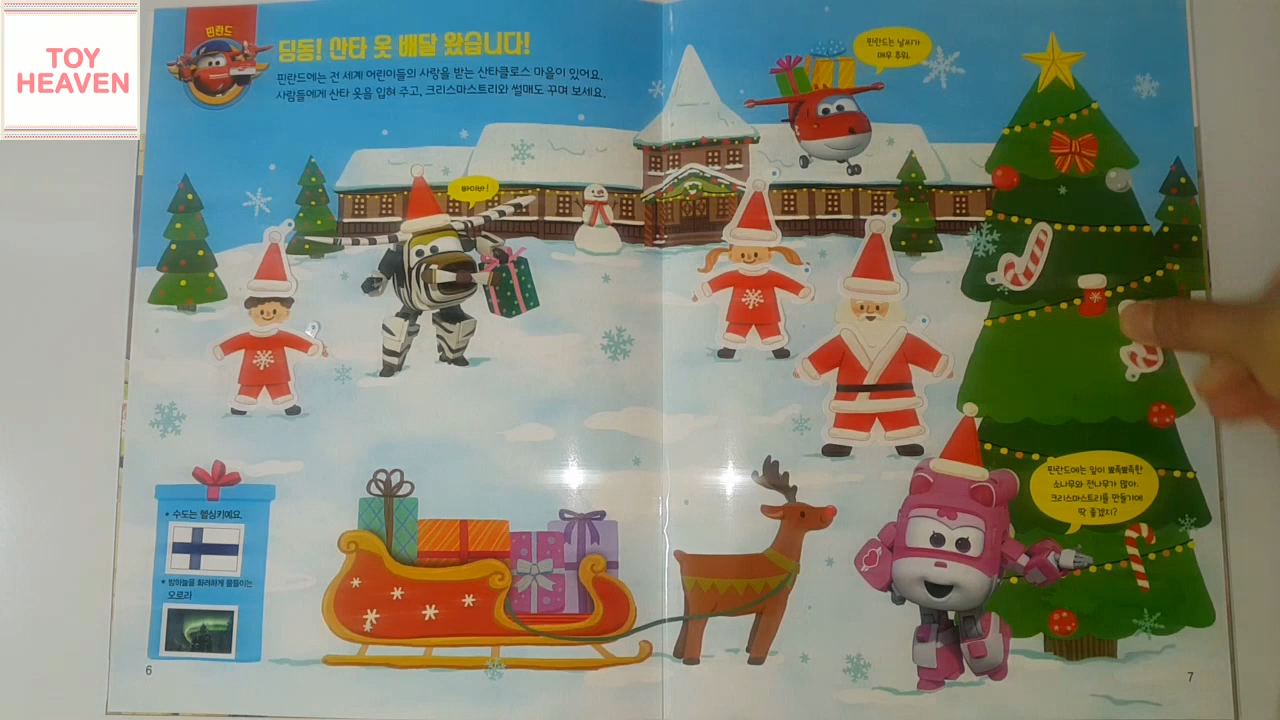 TOY
HEAVEN
핀란드
딩동! 산타 옷 배달 왔습니다!
핀란드에는 전 세계 어린이들의 사랑을 받는 산타클로스 마을이 있어요.
사람들에게 산타 옷을 입혀 주고, 크리스마스트리와 썰매도 꾸며 보세요.
핀란드는 날씨가
매우 추워.
바이바!
핀란드에는 잎이 뾰족뾰족한
소나무와 전나무가 많아.
크리스마스트리를 만들기에
딱 좋겠지?
• 수도는 헬싱키예요.
• 밤하늘을 화려하게 물들이는
오로라
6
7